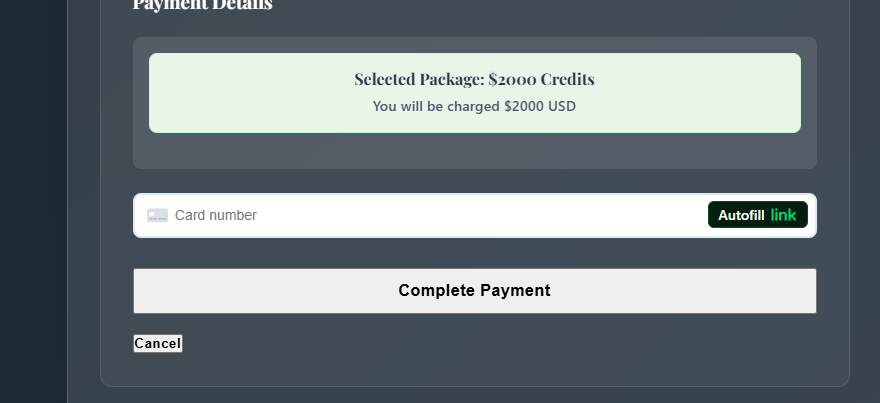 Payment Details
Selected Package: $2000 Credits
You will be charged $2000 USD
Card number
Autofill link
Complete Payment
Cancel